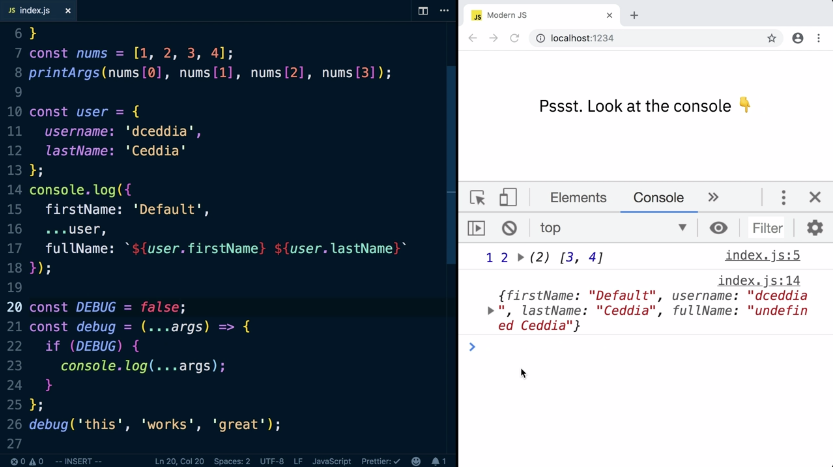 JS index.js ×
6 }
7 const nums = [1, 2, 3, 4];
8 printArgs(nums[0], nums[1], nums[2], nums[3]);
9
10 const user = {
11 username: 'dceddia',
12 lastName: 'Ceddia'
13 };
14 console.log({
15 firstName: 'Default',
16 ...user,
17 fullName: `${user.firstName} ${user.lastName}`
18 });
19
20 const DEBUG = false;
21 const debug = (...args) => {
22 if (DEBUG) {
23 console.log(...args);
24 }
25 };
26 debug('this', 'works', 'great');
27
0 0 -- INSERT -- Ln 20, Col 20 Spaces: 2 UTF-8 LF JavaScript Prettier: ✓ 1
JS Modern JS × +
localhost:1234
Pssst. Look at the console 👇
Elements Console »
top Filter
1 2 ▶ (2) [3, 4] index.js:5
index.js:14
{firstName: "Default", username: "dceddia
▶ ", lastName: "Ceddia", fullName: "undefin
ed Ceddia"}
>